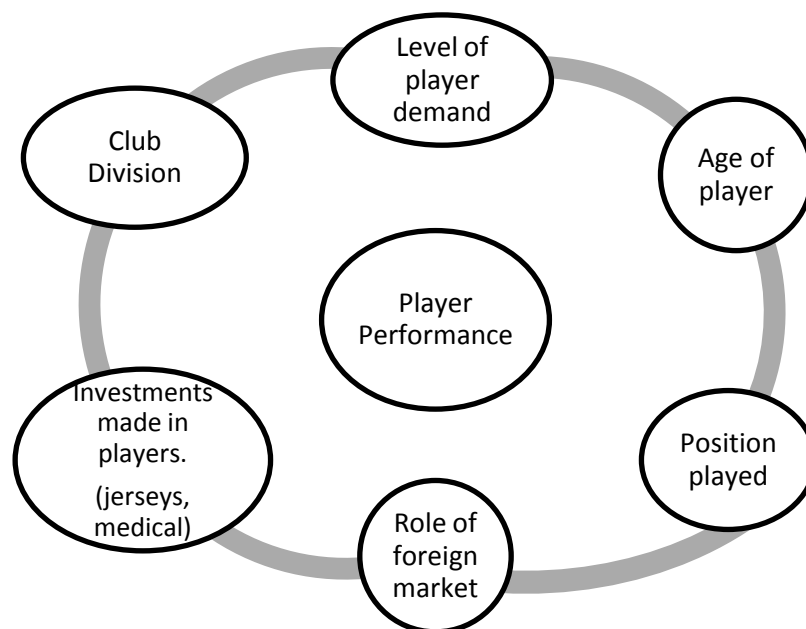 Level of
player
demand
Club
Division
Age of
player
Player
Performance
Investments
made in
players.
(jerseys,
medical)
Position
played
Role of
foreign
market